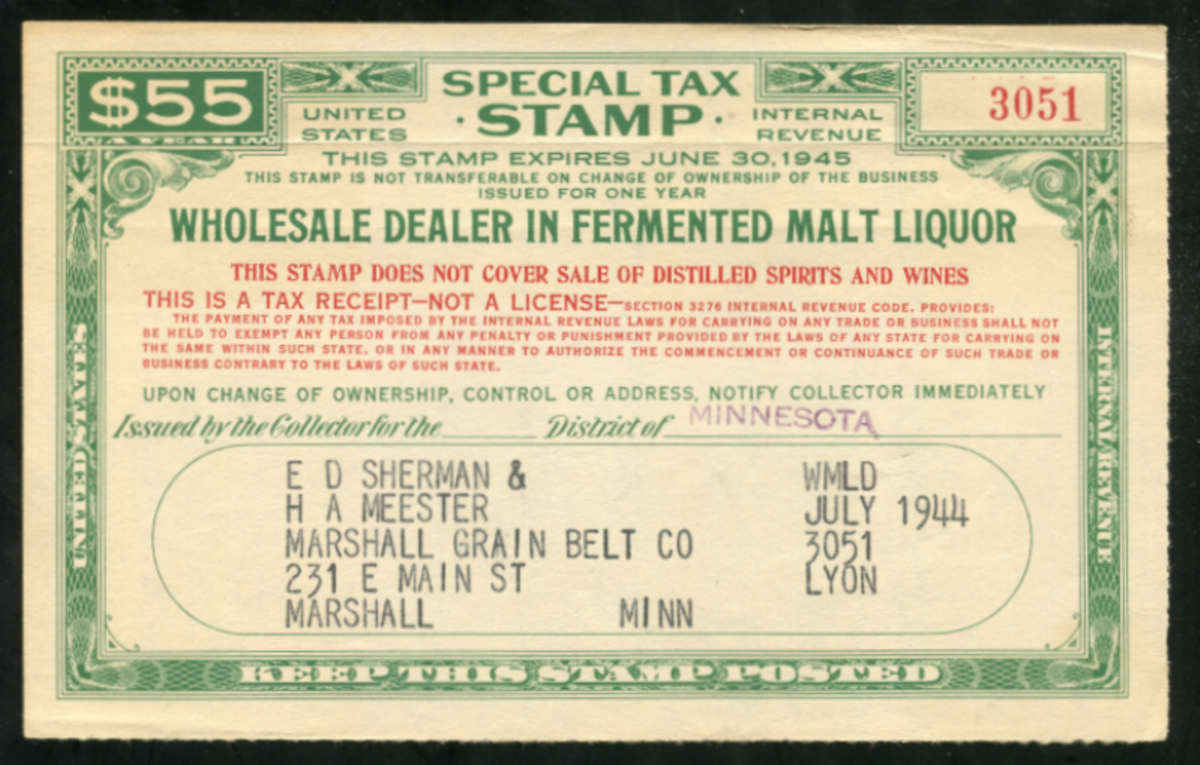 $55
A YEAR
UNITED STATES
SPECIAL TAX
· STAMP ·
INTERNAL REVENUE
3051
THIS STAMP EXPIRES JUNE 30, 1945
THIS STAMP IS NOT TRANSFERABLE ON CHANGE OF OWNERSHIP OF THE BUSINESS
ISSUED FOR ONE YEAR
WHOLESALE DEALER IN FERMENTED MALT LIQUOR
THIS STAMP DOES NOT COVER SALE OF DISTILLED SPIRITS AND WINES
THIS IS A TAX RECEIPT—NOT A LICENSE—SECTION 3276 INTERNAL REVENUE CODE, PROVIDES:
THE PAYMENT OF ANY TAX IMPOSED BY THE INTERNAL REVENUE LAWS FOR CARRYING ON ANY TRADE OR BUSINESS SHALL NOT
BE HELD TO EXEMPT ANY PERSON FROM ANY PENALTY OR PUNISHMENT PROVIDED BY THE LAWS OF ANY STATE FOR CARRYING ON
THE SAME WITHIN SUCH STATE, OR IN ANY MANNER TO AUTHORIZE THE COMMENCEMENT OR CONTINUANCE OF SUCH TRADE OR
BUSINESS CONTRARY TO THE LAWS OF SUCH STATE.
UPON CHANGE OF OWNERSHIP, CONTROL OR ADDRESS, NOTIFY COLLECTOR IMMEDIATELY
Issued by the Collector for the ________ District of MINNESOTA
E D SHERMAN & WMLD
H A MEESTER JULY 1944
MARSHALL GRAIN BELT CO 3051
231 E MAIN ST LYON
MARSHALL MINN
UNITED STATES
INTERNAL REVENUE
KEEP THIS STAMP POSTED